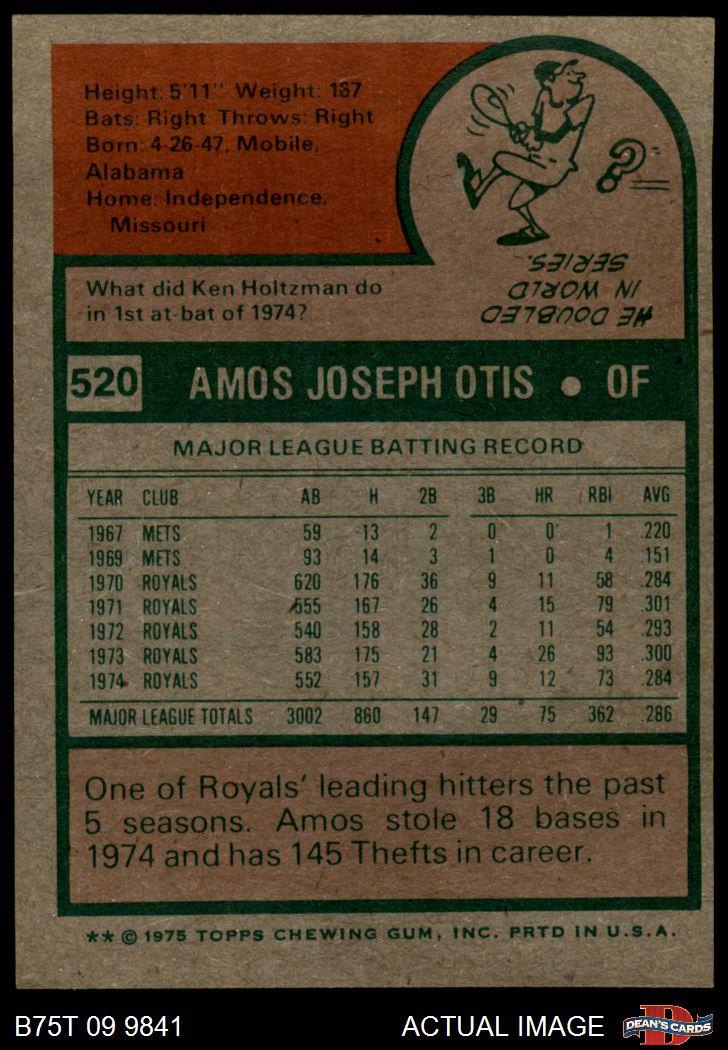 Height: 5'11" Weight: 167
Bats: Right Throws: Right
Born: 4-26-47, Mobile,
Alabama
Home: Independence,
Missouri
What did Ken Holtzman do
in 1st at-bat of 1974?
HE DOUBLED
IN WORLD
SERIES.
520 AMOS JOSEPH OTIS • OF
MAJOR LEAGUE BATTING RECORD
YEAR CLUB AB H 2B 3B HR RBI AVG
1967 METS 59 13 2 0 0 1 .220
1969 METS 93 14 3 1 0 4 .151
1970 ROYALS 620 176 36 9 11 58 .284
1971 ROYALS 555 167 26 4 15 79 .301
1972 ROYALS 540 158 28 2 11 54 .293
1973 ROYALS 583 175 21 4 26 93 .300
1974 ROYALS 552 157 31 9 12 73 .284
MAJOR LEAGUE TOTALS 3002 860 147 29 75 362 .286
One of Royals' leading hitters the past
5 seasons. Amos stole 18 bases in
1974 and has 145 Thefts in career.
** © 1975 TOPPS CHEWING GUM, INC. PRTD IN U.S.A.
B75T 09 9841 ACTUAL IMAGE D DEAN'S CARDS